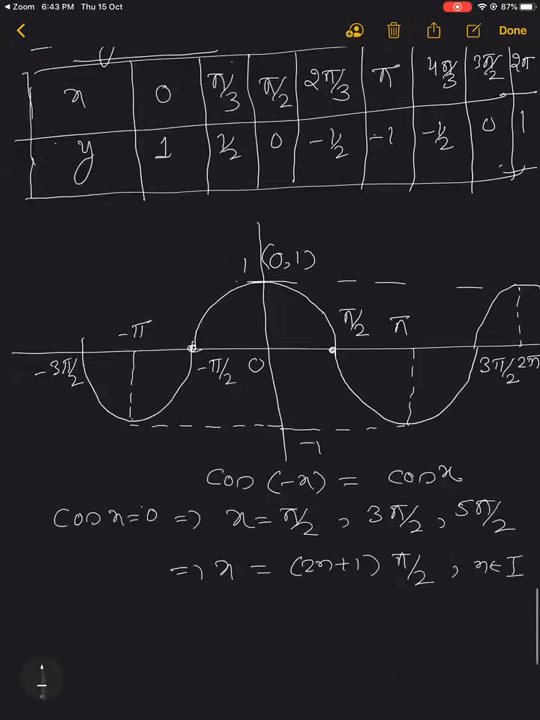 Zoom 6:43 PM Thu 15 Oct 87%
Done
x 0 π/3 π/2 2π/3 π 4π/3 3π/2 2π
y 1 1/2 0 -1/2 -1 -1/2 0 1
1 (0,1)
-π π/2 π
-3π/2 -π/2 0 3π/2 2π
-1
cos (-x) = cos x
cos x=0 => x = π/2, 3π/2, 5π/2
=> x = (2n+1) π/2, n∈I